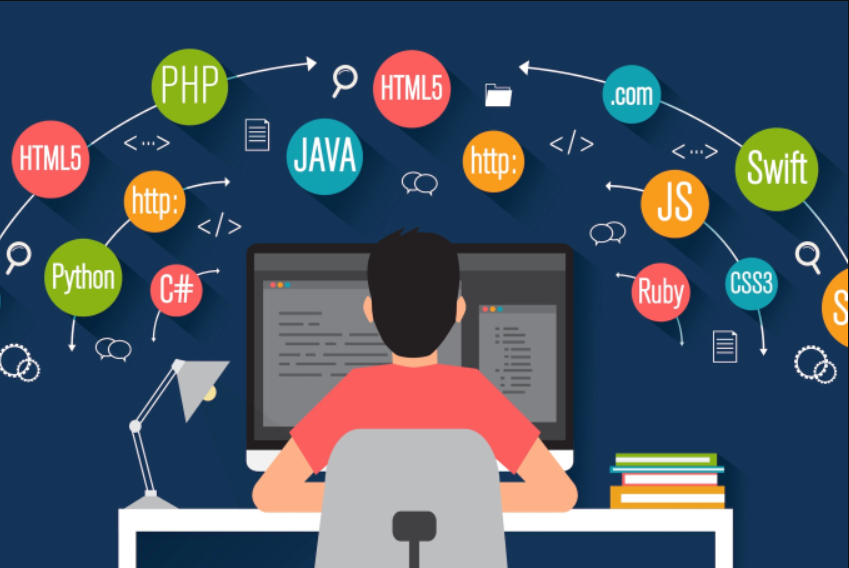 PHP
HTML5
.com
HTML5
JAVA
http:
Swift
http:
JS
Python
C#
Ruby
CSS3
S